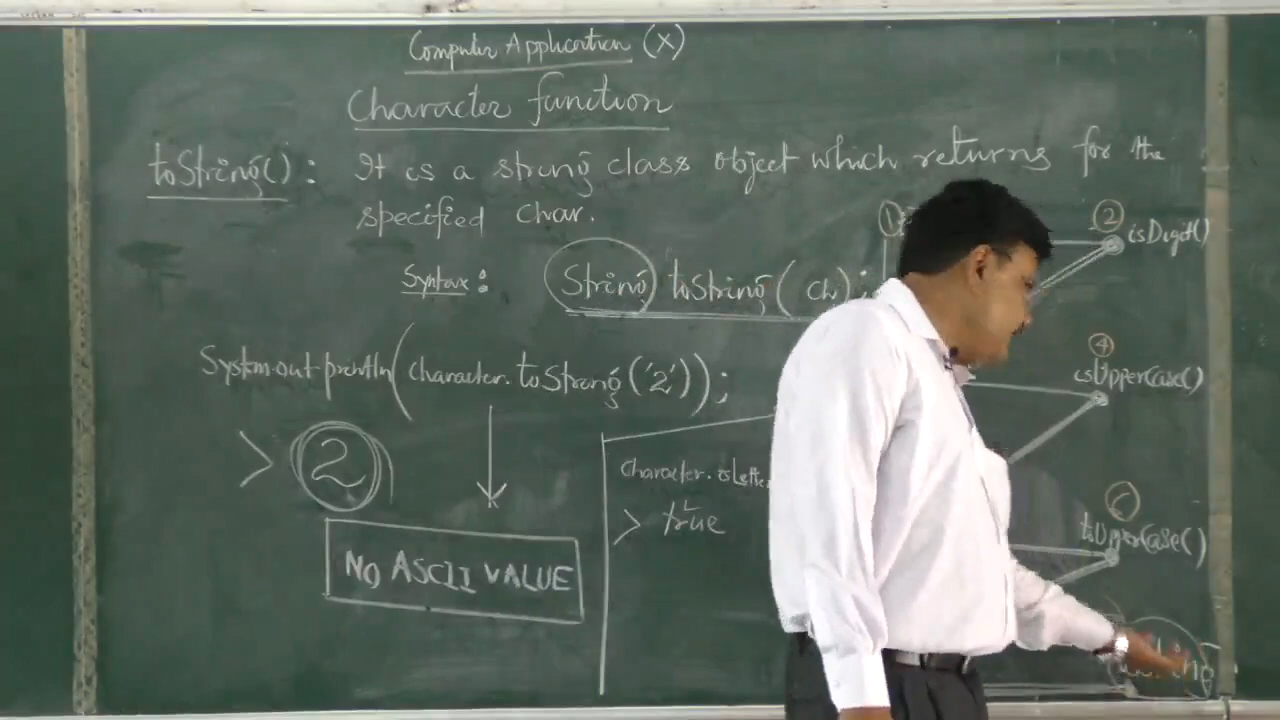 Computer Application (X)
Character function
toString() : It is a string class object which returns for the
specified char.
Syntax : String toString( ch) ;
System.out.println(character.toString('2'));
> 2
NO ASCII VALUE
Character.isLette
> true
1
2
isDigit()
4
isUpperCase()
6
toUpperCase()